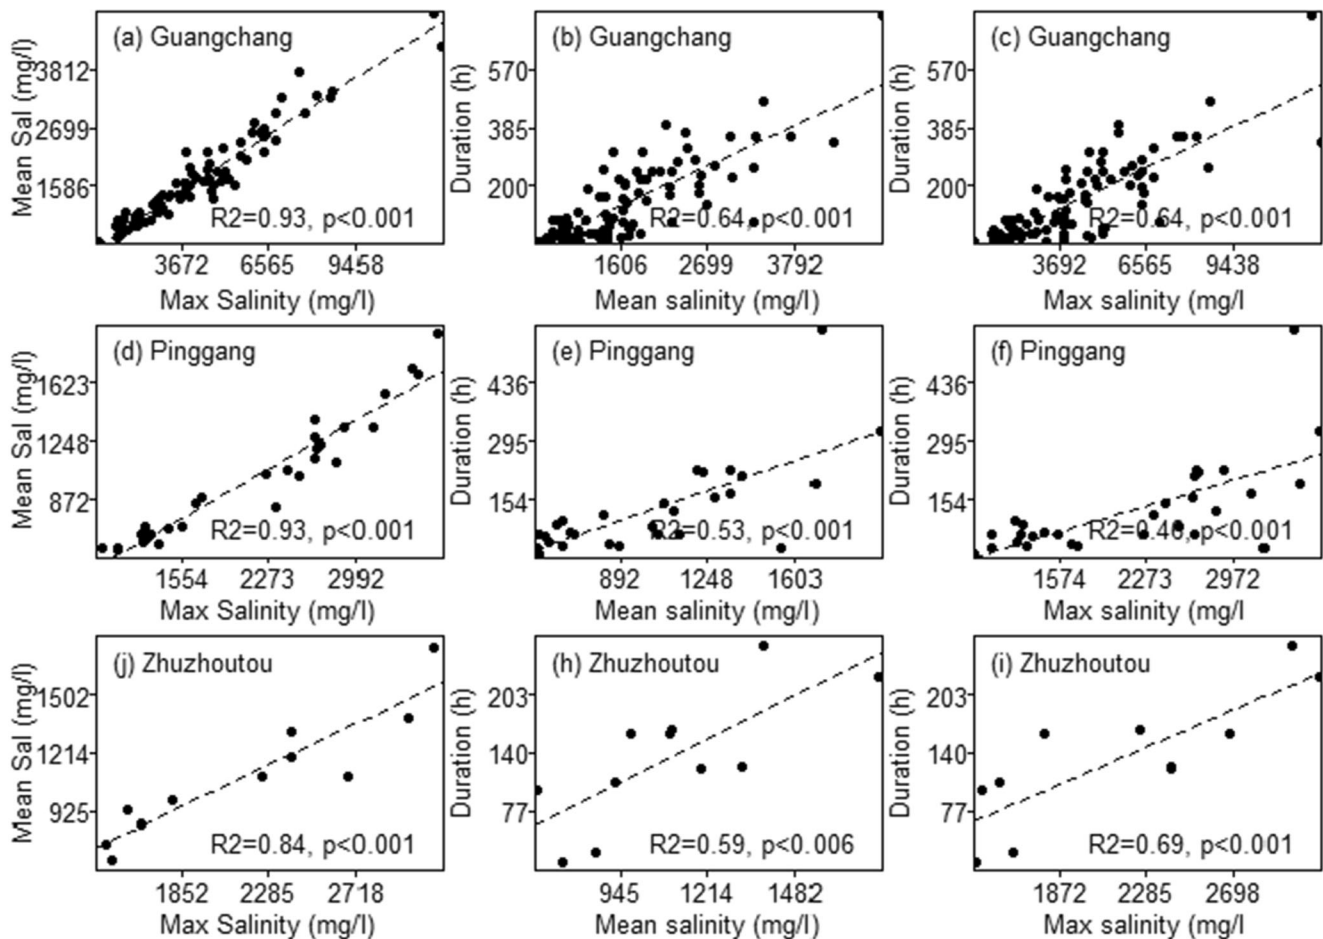 (a) Guangchang
Mean Sal (mg/l)
3812
2699
1586
R2=0.93, p<0.001
3672 6565 9458
Max Salinity (mg/l)
(b) Guangchang
Duration (h)
570
385
200
R2=0.64, p<0.001
1606 2699 3792
Mean salinity (mg/l)
(c) Guangchang
Duration (h)
570
385
200
R2=0.64, p<0.001
3692 6565 9438
Max salinity (mg/l
(d) Pinggang
Mean Sal (mg/l)
1623
1248
872
R2=0.93, p<0.001
1554 2273 2992
Max Salinity (mg/l)
(e) Pinggang
Duration (h)
436
295
154
R2=0.53, p<0.001
892 1248 1603
Mean salinity (mg/l)
(f) Pinggang
Duration (h)
436
295
154
R2=0.46, p<0.001
1574 2273 2972
Max salinity (mg/l
(j) Zhuzhoutou
Mean Sal (mg/l)
1502
1214
925
R2=0.84, p<0.001
1852 2285 2718
Max Salinity (mg/l)
(h) Zhuzhoutou
Duration (h)
203
140
77
R2=0.59, p<0.006
945 1214 1482
Mean salinity (mg/l)
(i) Zhuzhoutou
Duration (h)
203
140
77
R2=0.69, p<0.001
1872 2285 2698
Max salinity (mg/l